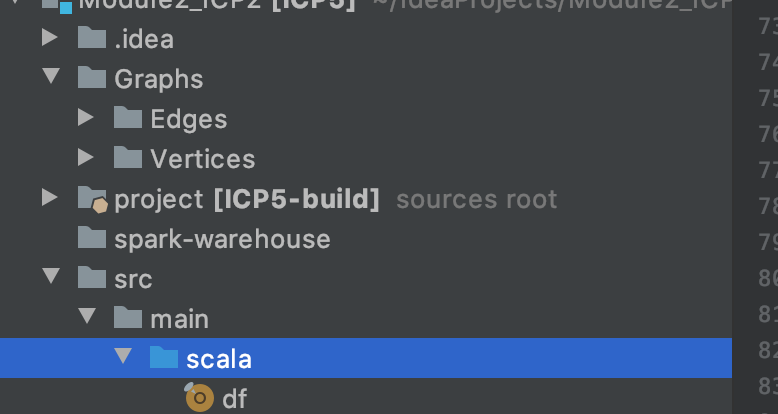 Module2_ICP2 [ICP5] ~/IdeaProjects/Module2_ICP
.idea
Graphs
Edges
Vertices
project [ICP5-build] sources root
spark-warehouse
src
main
scala
df
73
74
75
76
77
78
79
80
81
82
83